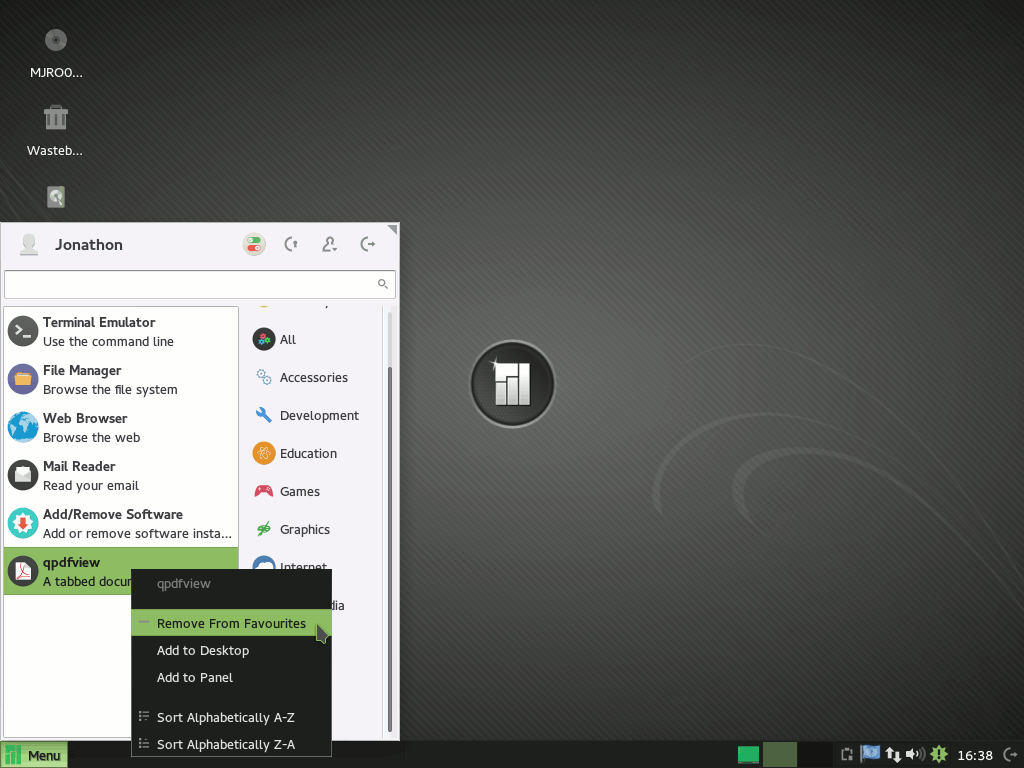 MJRO0...
Wasteb...
Jonathon
Terminal Emulator
Use the command line
File Manager
Browse the file system
Web Browser
Browse the web
Mail Reader
Read your email
Add/Remove Software
Add or remove software insta...
qpdfview
A tabbed docu
All
Accessories
Development
Education
Games
Graphics
Internet
dia
qpdfview
Remove From Favourites
Add to Desktop
Add to Panel
Sort Alphabetically A-Z
Sort Alphabetically Z-A
Menu
16:38